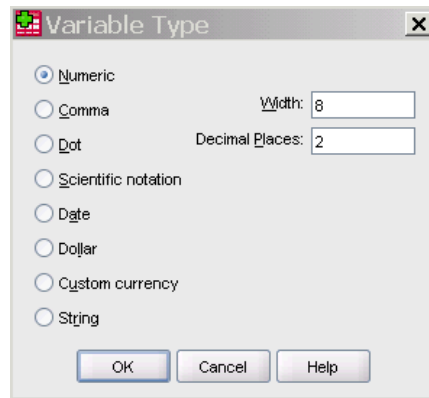 Variable Type
Numeric
Comma
Width: 8
Dot
Decimal Places: 2
Scientific notation
Date
Dollar
Custom currency
String
OK Cancel Help